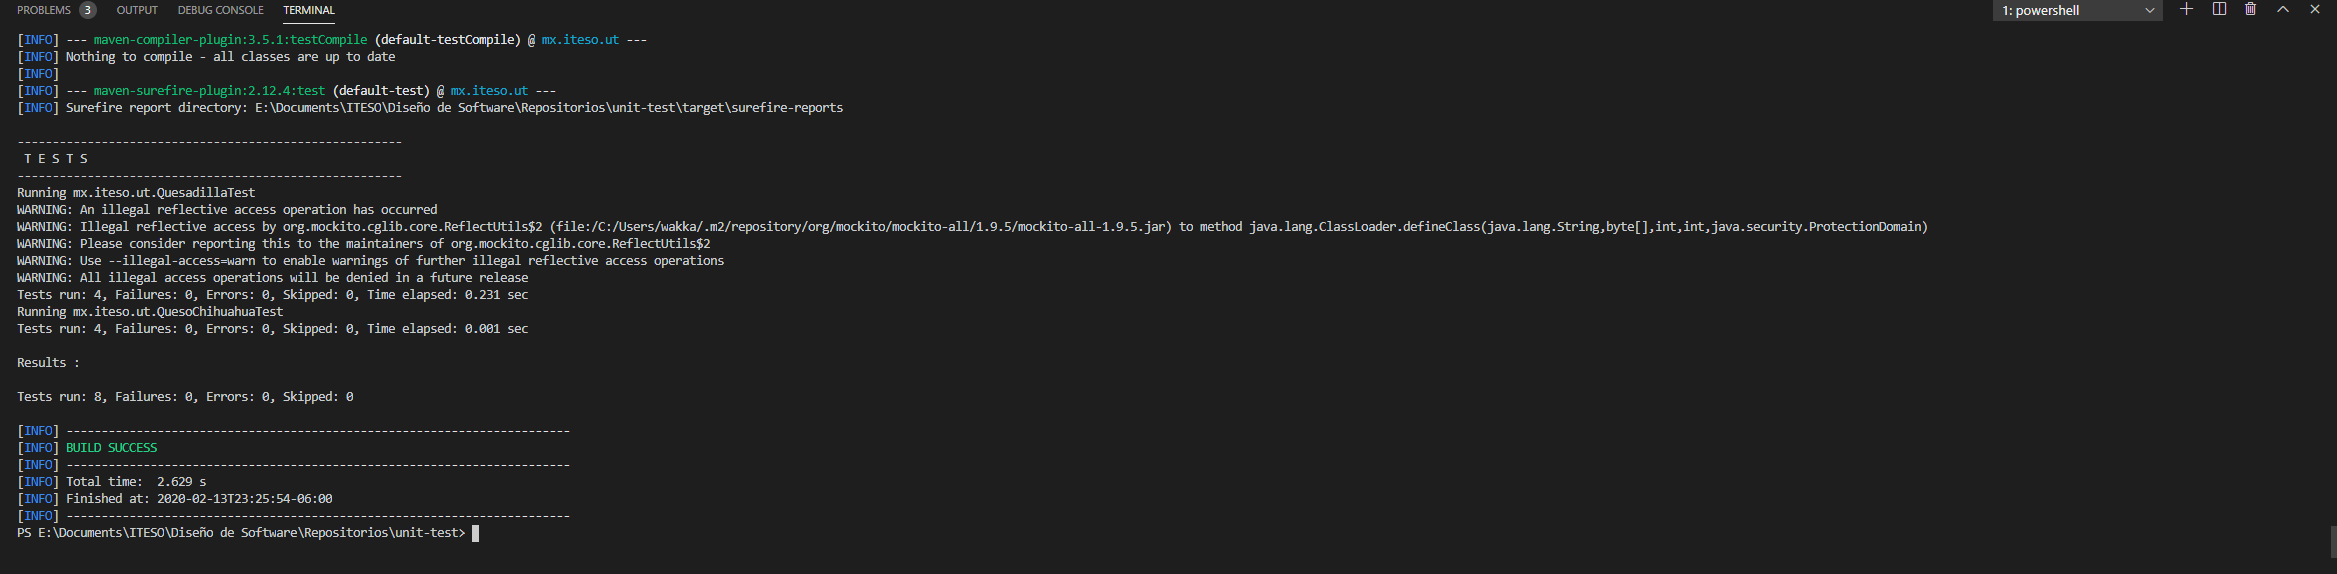 PROBLEMS 3 OUTPUT DEBUG CONSOLE TERMINAL 1: powershell
[INFO] --- maven-compiler-plugin:3.5.1:testCompile (default-testCompile) @ mx.iteso.ut ---
[INFO] Nothing to compile - all classes are up to date
[INFO]
[INFO] --- maven-surefire-plugin:2.12.4:test (default-test) @ mx.iteso.ut ---
[INFO] Surefire report directory: E:\Documents\ITESO\Diseño de Software\Repositorios\unit-test\target\surefire-reports
-------------------------------------------------------
T E S T S
-------------------------------------------------------
Running mx.iteso.ut.QuesadillaTest
WARNING: An illegal reflective access operation has occurred
WARNING: Illegal reflective access by org.mockito.cglib.core.ReflectUtils$2 (file:/C:/Users/wakka/.m2/repository/org/mockito/mockito-all/1.9.5/mockito-all-1.9.5.jar) to method java.lang.ClassLoader.defineClass(java.lang.String,byte[],int,int,java.security.ProtectionDomain)
WARNING: Please consider reporting this to the maintainers of org.mockito.cglib.core.ReflectUtils$2
WARNING: Use --illegal-access=warn to enable warnings of further illegal reflective access operations
WARNING: All illegal access operations will be denied in a future release
Tests run: 4, Failures: 0, Errors: 0, Skipped: 0, Time elapsed: 0.231 sec
Running mx.iteso.ut.QuesoChihuahuaTest
Tests run: 4, Failures: 0, Errors: 0, Skipped: 0, Time elapsed: 0.001 sec
Results :
Tests run: 8, Failures: 0, Errors: 0, Skipped: 0
[INFO] ------------------------------------------------------------------------
[INFO] BUILD SUCCESS
[INFO] ------------------------------------------------------------------------
[INFO] Total time:  2.629 s
[INFO] Finished at: 2020-02-13T23:25:54-06:00
[INFO] ------------------------------------------------------------------------
PS E:\Documents\ITESO\Diseño de Software\Repositorios\unit-test>